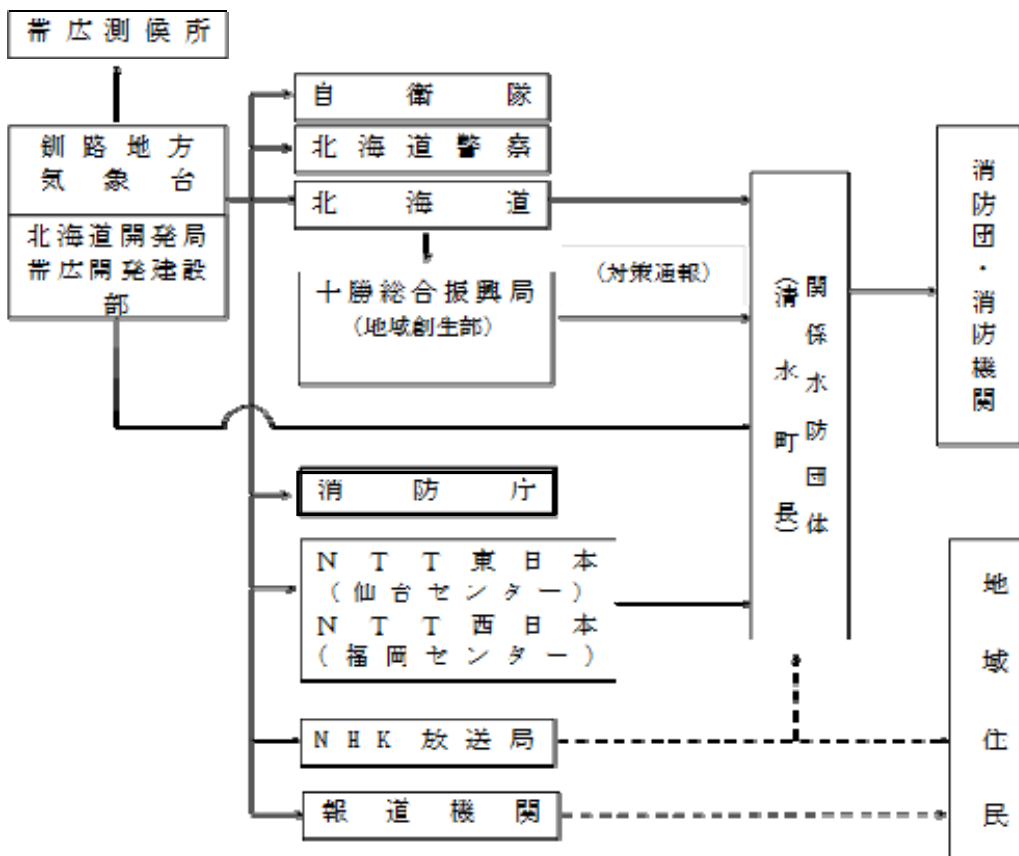 帯広測候所
釧路地方
気象台
北海道開発局
帯広開発建設
部
自衛隊
北海道警察
北海道
十勝総合振興局
(地域創生部)
(対策通報)
消防庁
NTT東日本
(仙台センター)
NTT西日本
(福岡センター)
NHK放送局
報道機関
関係水防団体
(清水町長)
消防団・消防機関
地域住民